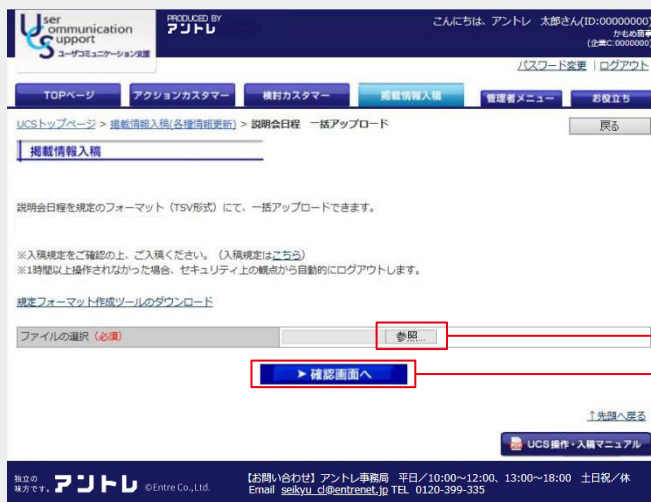 User
Communication
Support
ユーザコミュニケーション支援
PRODUCED BY
アントレ
こんにちは、アントレ 太郎さん(ID:00000000)
かもめ商事
(企業C:0000000)
パスワード変更 | ログアウト
TOPページ アクションカスタマー 検討カスタマー 掲載情報入稿 管理者メニュー お役立ち
UCSトップページ > 掲載情報入稿(各種情報更新) > 説明会日程 一括アップロード 戻る
掲載情報入稿
説明会日程を規定のフォーマット（TSV形式）にて、一括アップロードできます。
※入稿規定をご確認の上、ご入稿ください。（入稿規定はこちら）
※1時間以上操作されなかった場合、セキュリティ上の観点から自動的にログアウトします。
規定フォーマット作成ツールのダウンロード
ファイルの選択（必須） 参照...
►確認画面へ
↑先頭へ戻る
UCS操作・入稿マニュアル
独立の
味方です。 アントレ ©Entre Co., Ltd.
【お問い合わせ】アントレ事務局 平日/10:00～12:00、13:00～18:00 土日祝/休
Email seikyu_cl@entrenet.jp TEL 0120-399-335